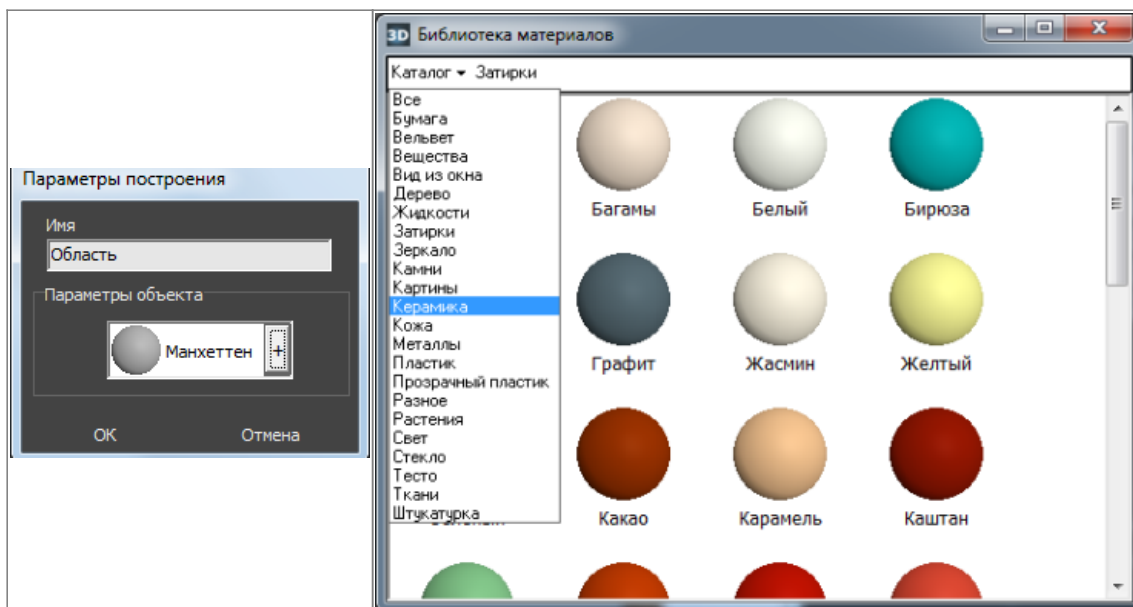 Параметры построения
Имя
Область
Параметры объекта
Манхеттен +
ОК Отмена
3D Библиотека материалов
Каталог Затирки
Все
Бумага
Вельвет
Вещества
Вид из окна
Дерево
Жидкости
Затирки
Зеркало
Камни
Картины
Керамика
Кожа
Металлы
Пластик
Прозрачный пластик
Разное
Растения
Свет
Стекло
Тесто
Ткани
Штукатурка
Багамы Белый Бирюза
Графит Жасмин Желтый
Какао Карамель Каштан